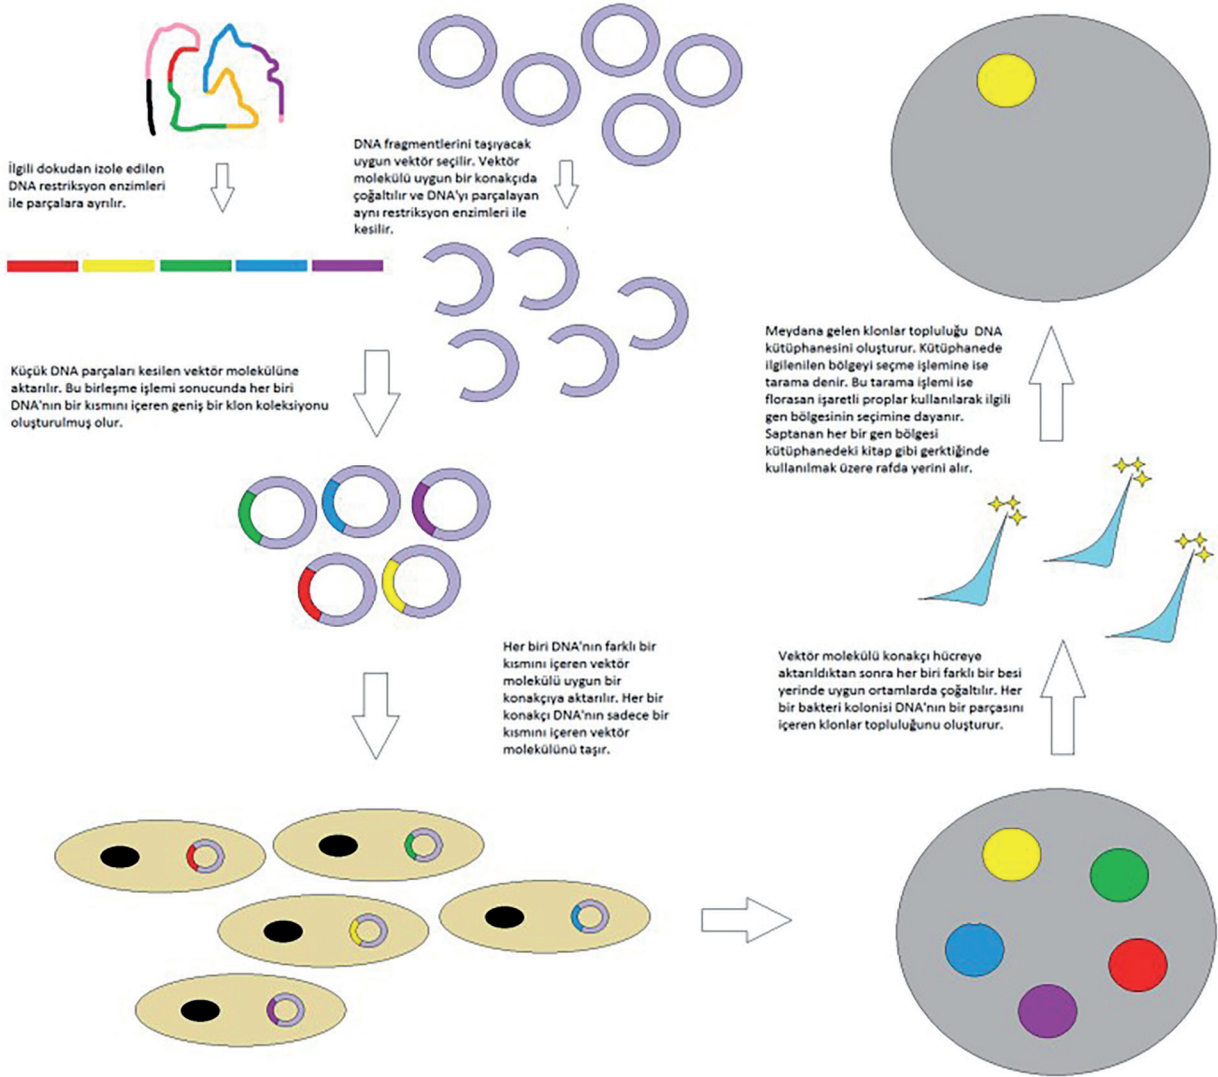 İlgili dokudan izole edilen
DNA restriksyon enzimleri
ile parçalara ayrılır.
DNA fragmentlerini taşıyacak
uygun vektör seçilir. Vektör
molekülü uygun bir konakçıda
çoğaltılır ve DNA'yı parçalayan
aynı restriksyon enzimleri ile
kesilir.
Küçük DNA parçaları kesilen vektör molekülüne
aktarılır. Bu birleşme işlemi sonucunda her biri
DNA'nın bir kısmını içeren geniş bir klon koleksiyonu
oluşturulmuş olur.
Her biri DNA'nın farklı bir
kısmını içeren vektör
molekülü uygun bir
konakçıya aktarılır. Her bir
konakçı DNA'nın sadece bir
kısmını içeren vektör
molekülünü taşır.
Vektör molekülü konakçı hücreye
aktarıldıktan sonra her biri farklı bir besi
yerinde uygun ortamlarda çoğaltılır. Her
bir bakteri kolonisi DNA'nın bir parçasını
içeren klonlar topluluğunu oluşturur.
Meydana gelen klonlar topluluğu DNA
kütüphanesini oluşturur. Kütüphanede
ilgilenilen bölgeyi seçme işlemine ise
tarama denir. Bu tarama işlemi ise
florasan işaretli proplar kullanılarak ilgili
gen bölgesinin seçimine dayanır.
Saptanan her bir gen bölgesi
kütüphanedeki kitap gibi gerktiğinde
kullanılmak üzere rafda yerini alır.